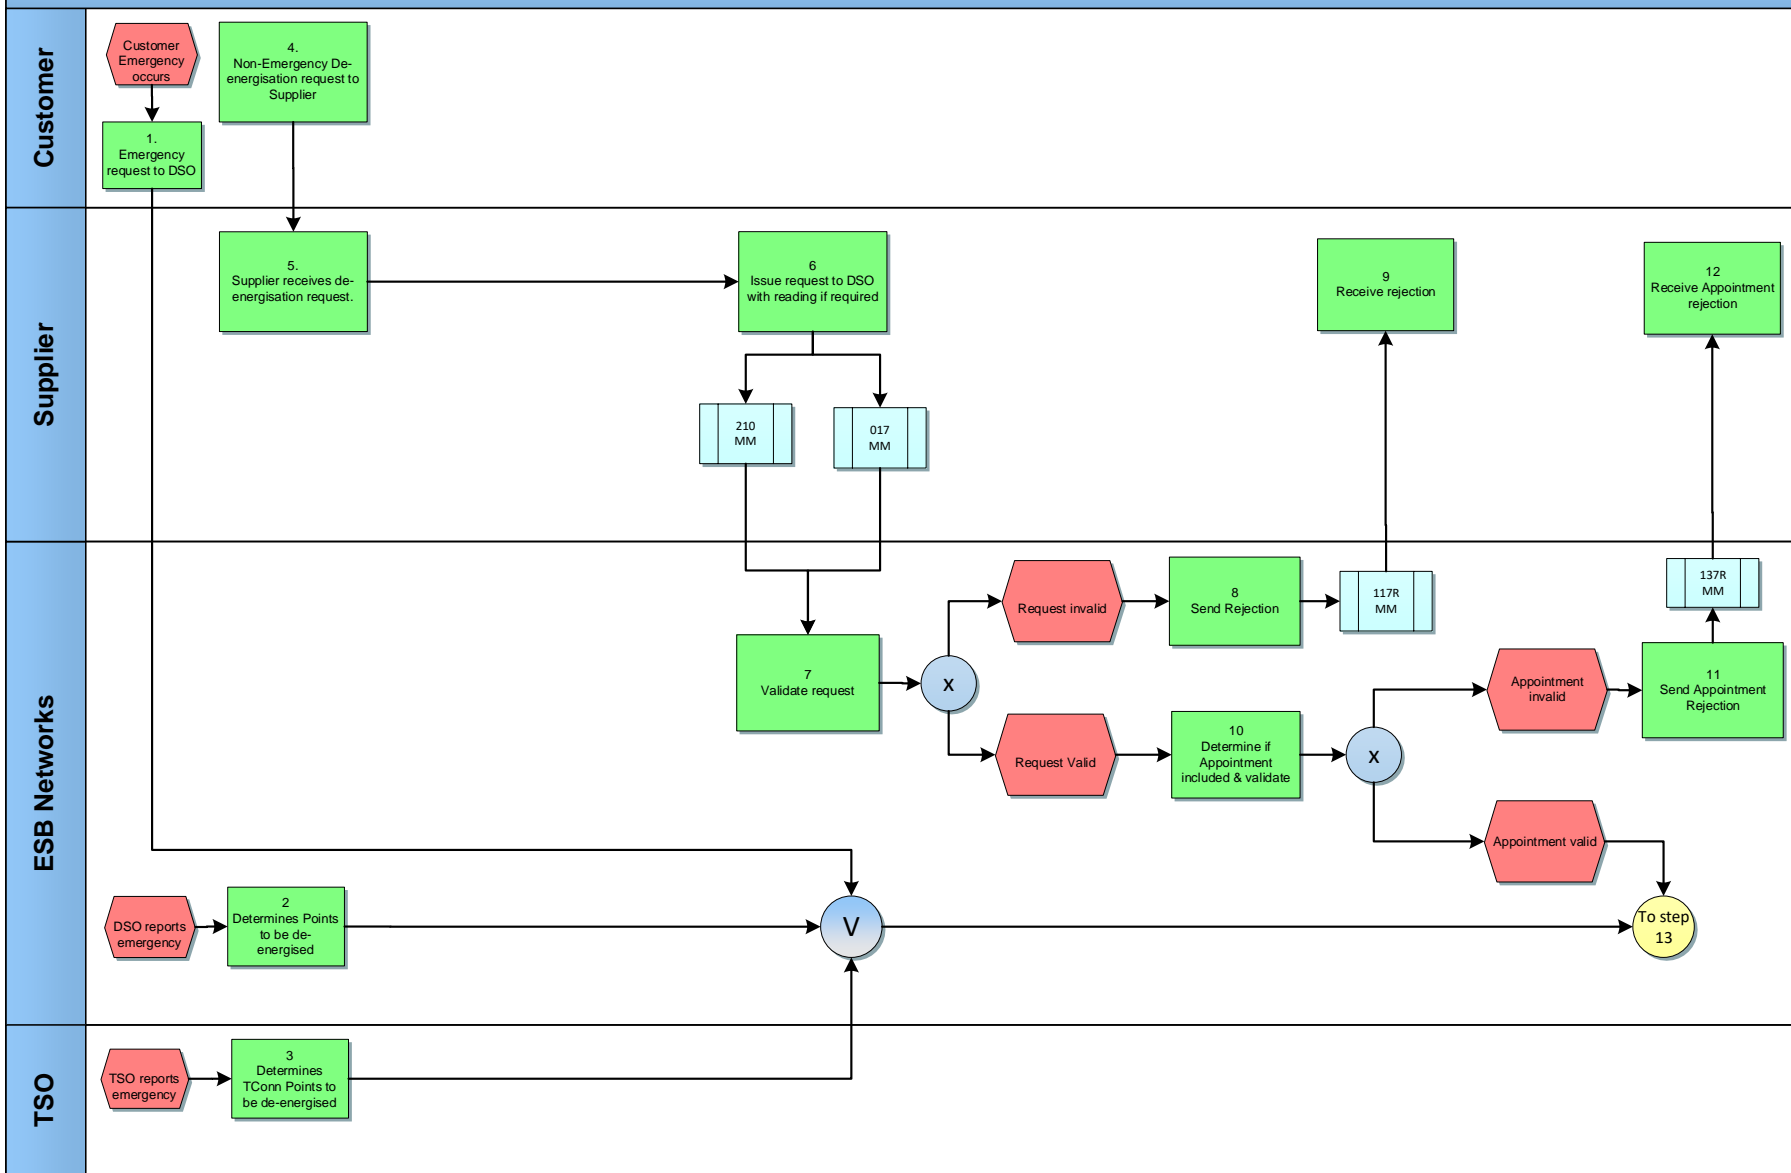 Customer
Customer
Emergency
occurs
1.
Emergency
request to DSO
4.
Non-Emergency De-
energisation request to
Supplier
Supplier
5.
Supplier receives de-
energisation request.
6
Issue request to DSO
with reading if required
210
MM
017
MM
9
Receive rejection
12
Receive Appointment
rejection
ESB Networks
7
Validate request
X
Request invalid
8
Send Rejection
117R
MM
137R
MM
Request Valid
10
Determine if
Appointment
included & validate
X
Appointment
invalid
11
Send Appointment
Rejection
Appointment valid
DSO reports
emergency
2
Determines Points
to be de-
energised
V
To step
13
TSO
TSO reports
emergency
3
Determines
TConn Points to
be de-energised